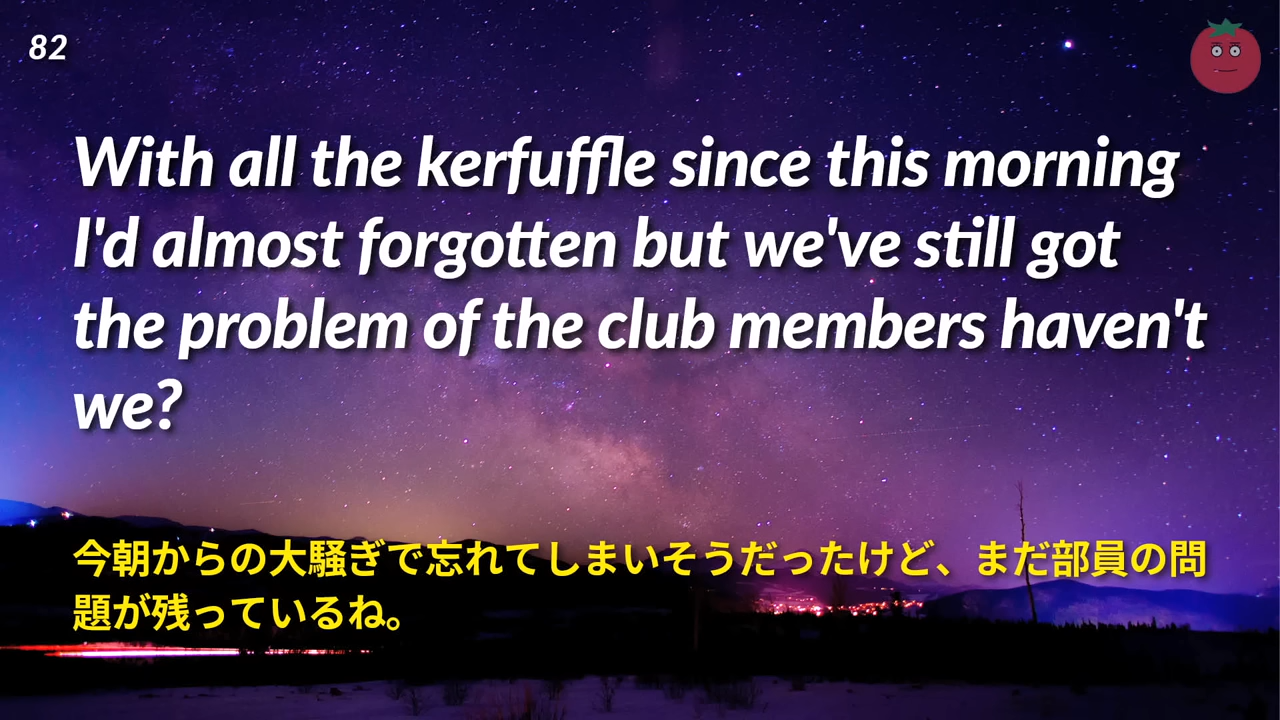 82
With all the kerfuffle since this morning
I'd almost forgotten but we've still got
the problem of the club members haven't
we?
今朝からの大騒ぎで忘れてしまいそうだったけど、まだ部員の問
題が残っているね。